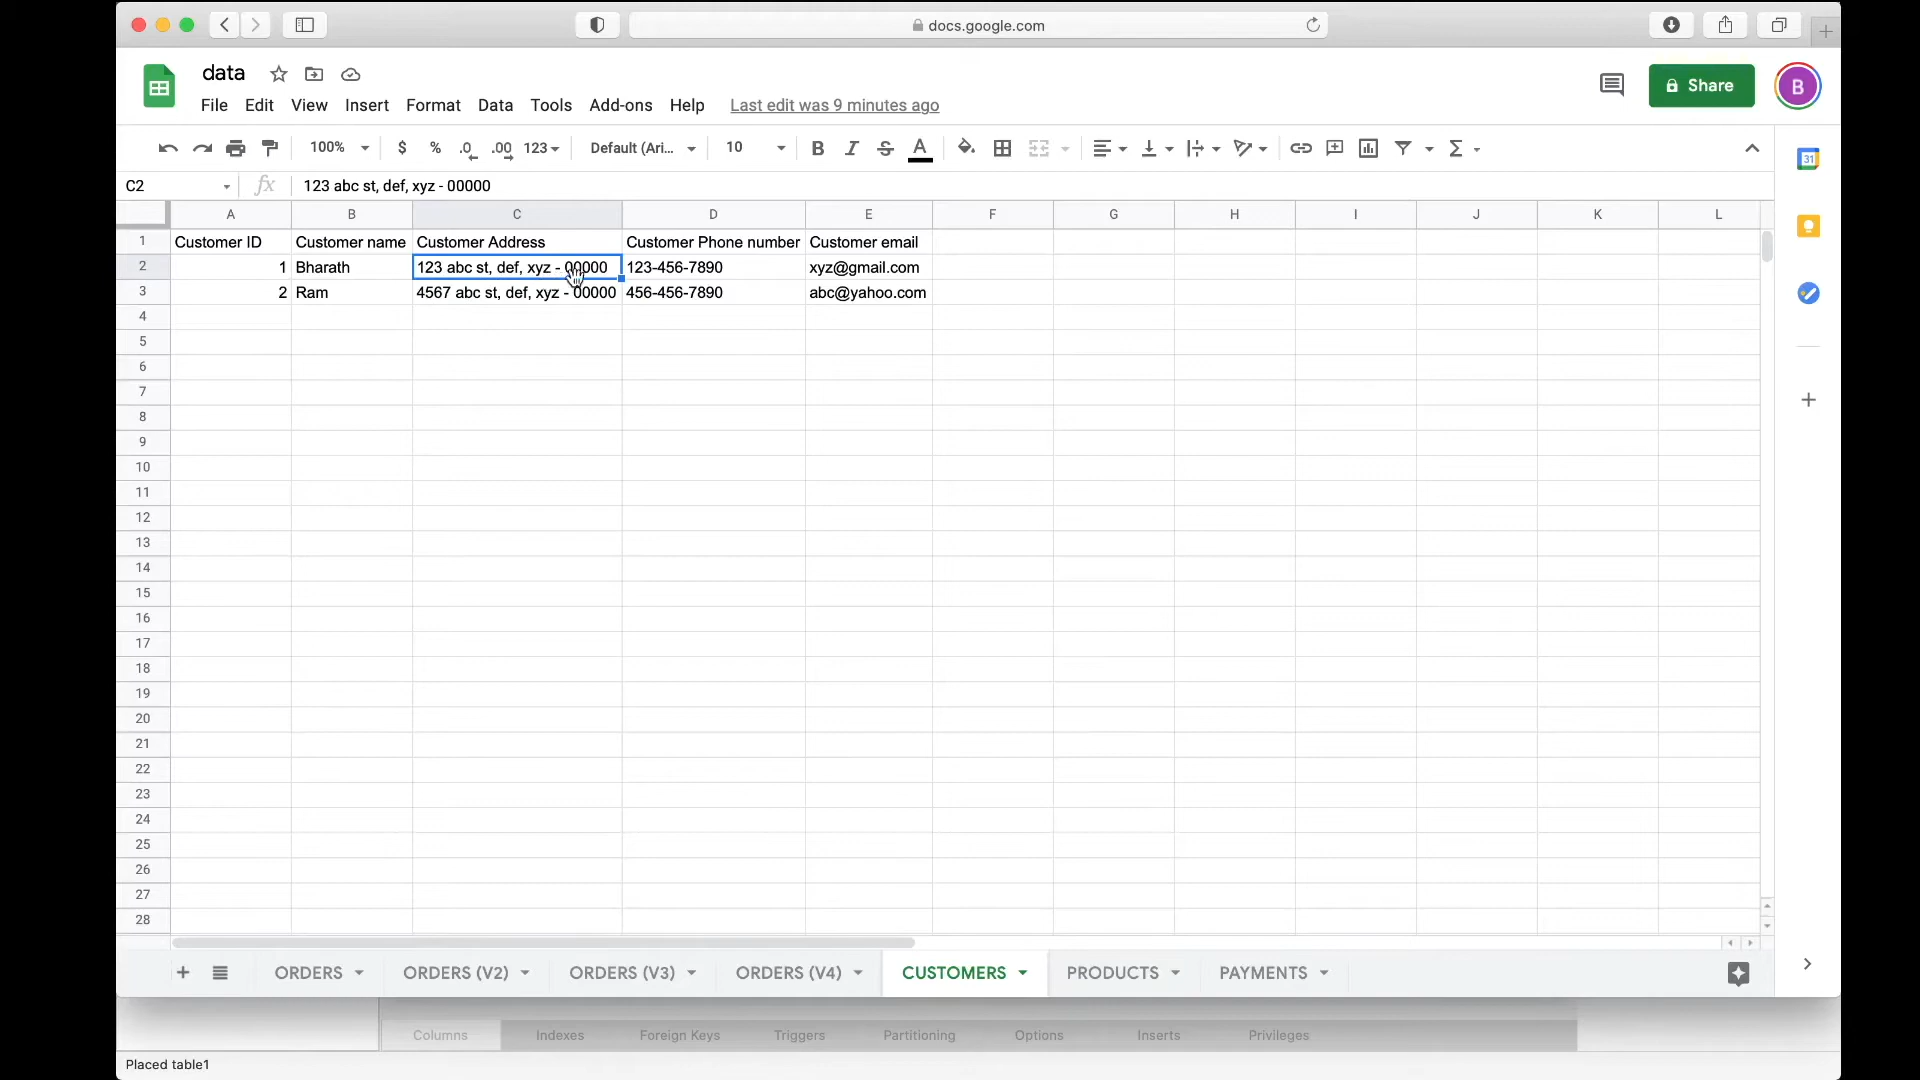 docs.google.com
data
File Edit View Insert Format Data Tools Add-ons Help Last edit was 9 minutes ago
Share
B
100% $ % .0 .00 123 Default (Ari... 10 B I S A Σ
31
C2 fx 123 abc st, def, xyz - 00000
A B C D E F G H I J K L
1 Customer ID Customer name Customer Address Customer Phone number Customer email
2 1 Bharath 123 abc st, def, xyz - 00000 123-456-7890 xyz@gmail.com
3 2 Ram 4567 abc st, def, xyz - 00000 456-456-7890 abc@yahoo.com
4
5
6
7
8
9
10
11
12
13
14
15
16
17
18
19
20
21
22
23
24
25
26
27
28
ORDERS ORDERS (V2) ORDERS (V3) ORDERS (V4) CUSTOMERS PRODUCTS PAYMENTS
Columns Indexes Foreign Keys Triggers Partitioning Options Inserts Privileges
Placed table1